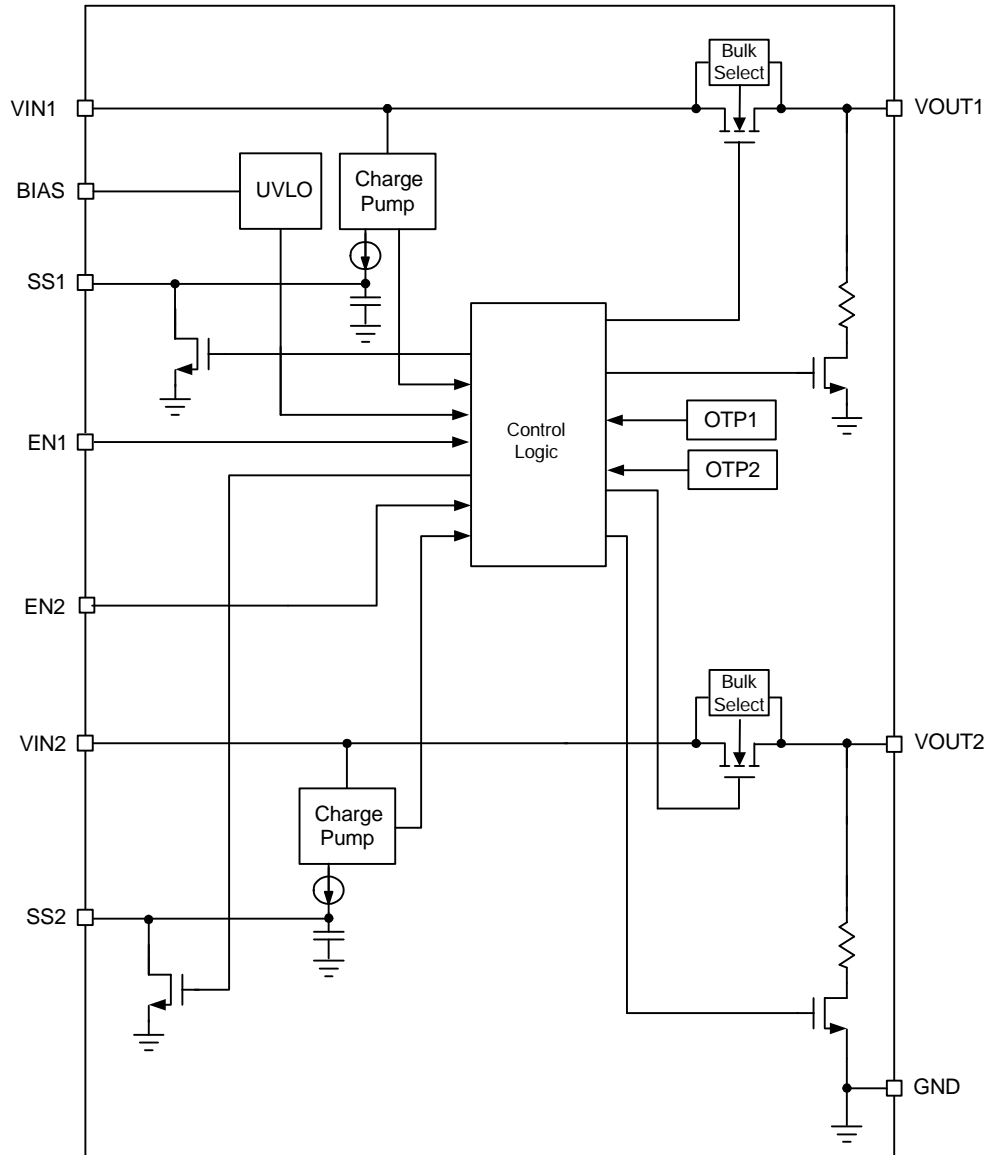 Bulk
Select
VIN1
VOUT1
BIAS
UVLO
Charge
Pump
SS1
Control
Logic
OTP1
EN1
OTP2
EN2
Bulk
Select
VIN2
VOUT2
Charge
Pump
SS2
GND